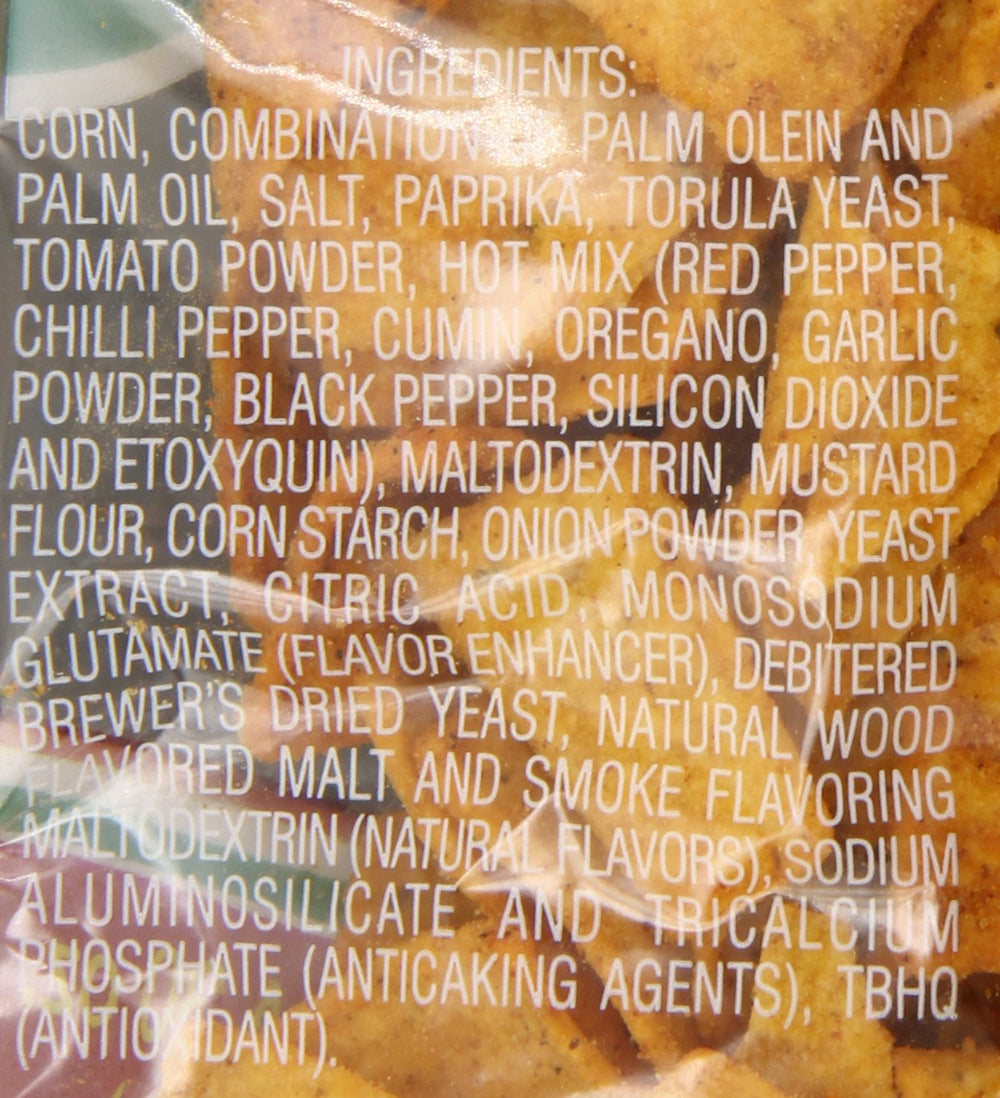 INGREDIENTS:
CORN, COMBINATION PALM OLEIN AND
PALM OIL, SALT, PAPRIKA, TORULA YEAST,
TOMATO POWDER, HOT MIX (RED PEPPER,
CHILLI PEPPER, CUMIN, OREGANO, GARLIC
POWDER, BLACK PEPPER, SILICON DIOXIDE
AND ETOXYQUIN), MALTODEXTRIN, MUSTARD
FLOUR, CORN STARCH, ONION POWDER, YEAST
EXTRACT, CITRIC ACID, MONOSODIUM
GLUTAMATE (FLAVOR ENHANCER), DEBITERED
BREWER'S DRIED YEAST, NATURAL WOOD
FLAVORED MALT AND SMOKE FLAVORING
MALTODEXTRIN (NATURAL FLAVORS), SODIUM
ALUMINOSILICATE AND TRICALCIUM
PHOSPHATE (ANTICAKING AGENTS), TBHQ
(ANTIOXIDANT).